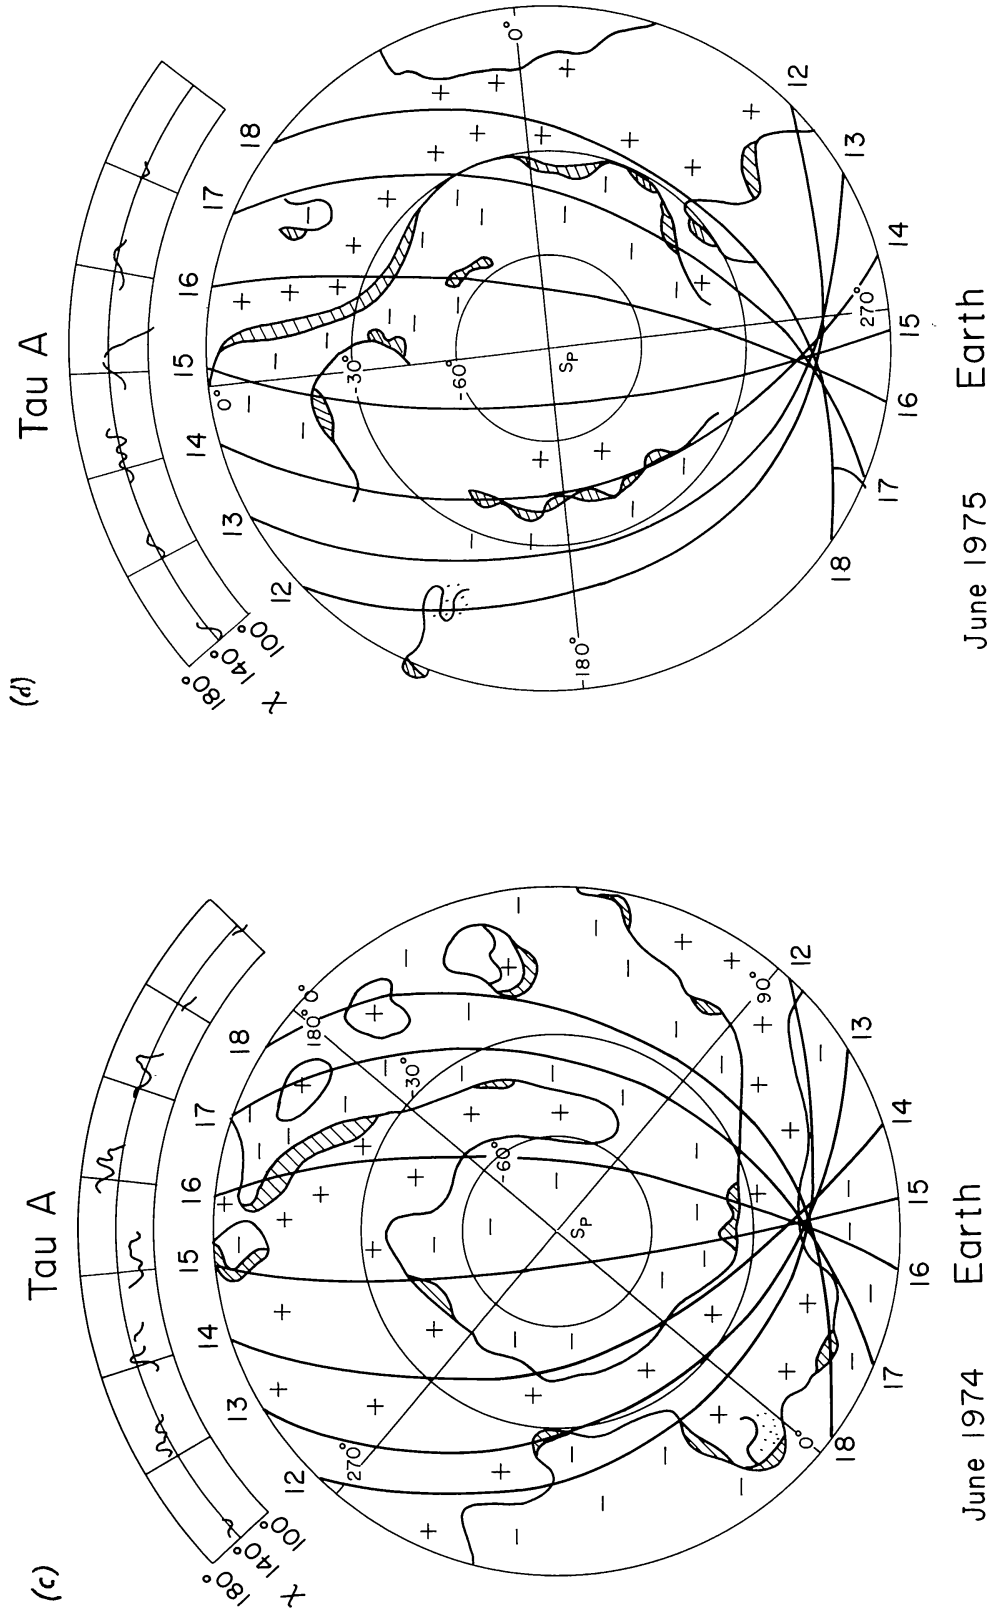 (c)
Tau A
180° 140° 100°
χ
12 13 14 15 16 17 18
270°
180° 0°
-30°
-60°
Sp
90°
0°
12 13 14 15 16 17 18
June 1974 Earth
(d)
Tau A
180° 140° 100°
χ
12 13 14 15 16 17 18
0°
0°
-30°
-60°
Sp
-180°
270°
12 13 14 15 16 17 18
June 1975 Earth